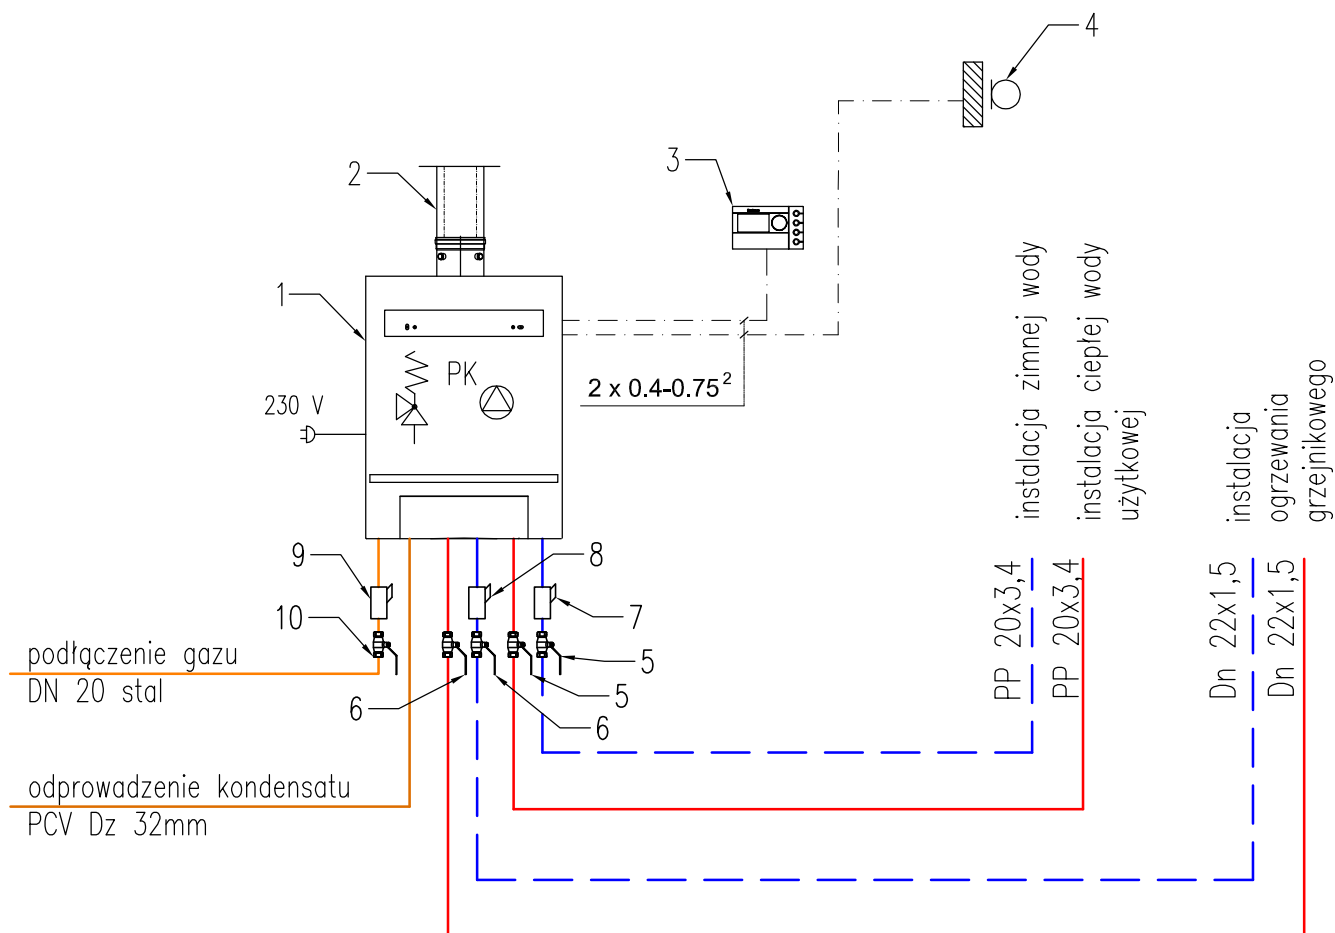 4
2
3
1
PK
2 x 0.4-0.75²
230 V
9
8
10
7
5
6
5
6
podłączenie gazu
DN 20 stal
odprowadzenie kondensatu
PCV Dz 32mm
instalacja zimnej wody
instalacja ciepłej wody
użytkowej
instalacja
ogrzewania
grzejnikowego
PP 20x3,4
PP 20x3,4
Dn 22x1,5
Dn 22x1,5